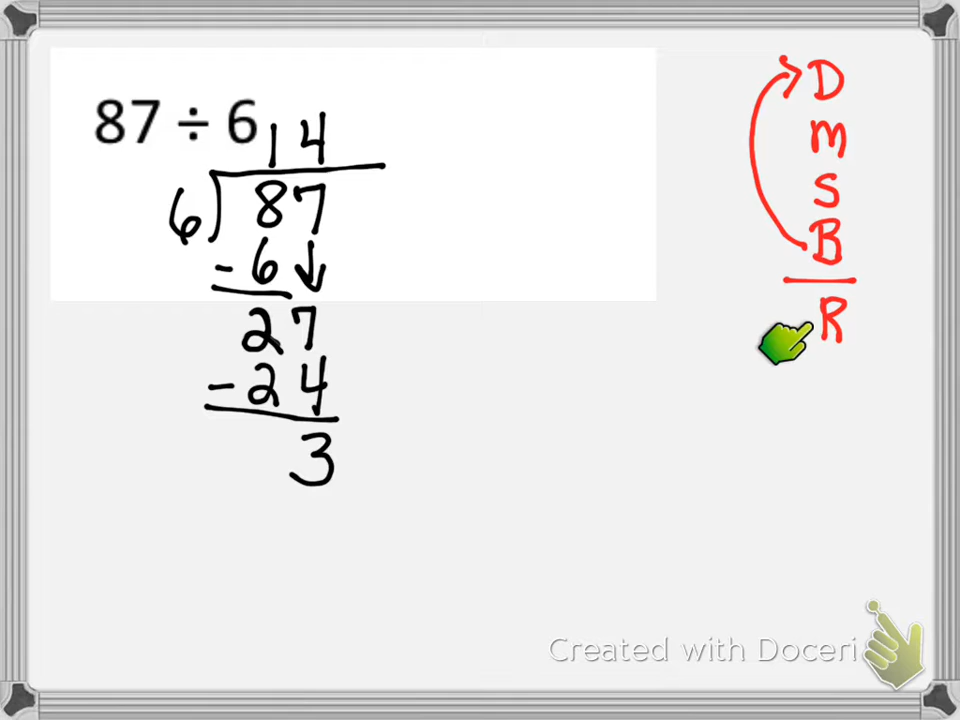 87 ÷ 6
14
6 87
- 6 ↓
27
- 24
3
D
m
S
B
R
Created with Doceri